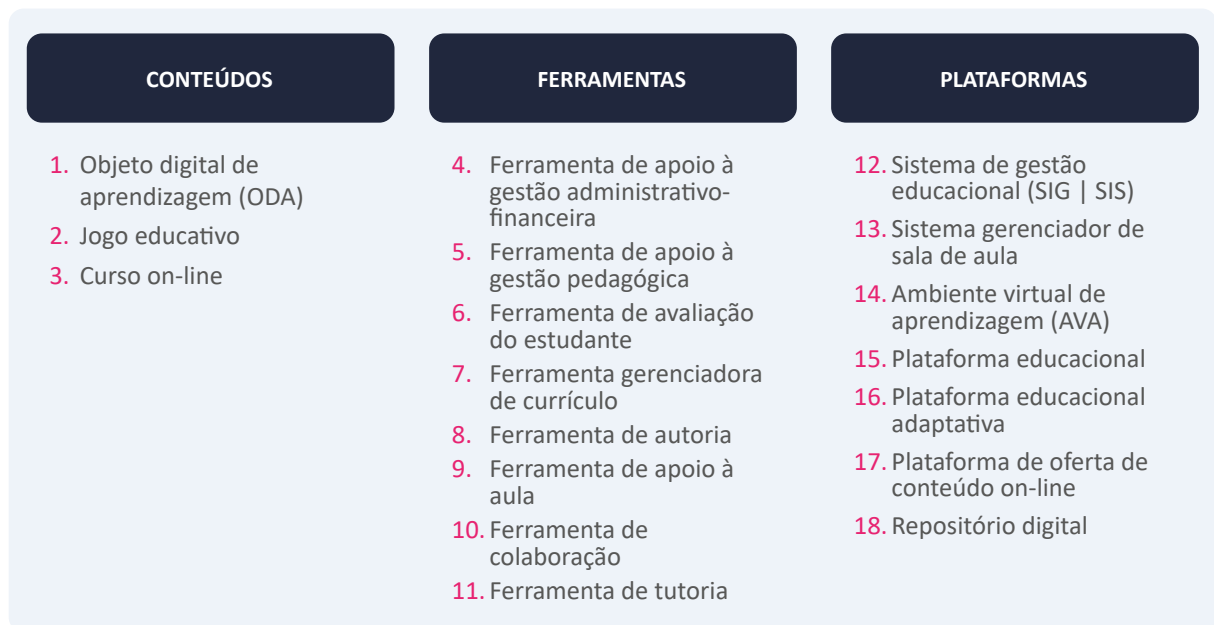 CONTEÚDOS
1. Objeto digital de
aprendizagem (ODA)
2. Jogo educativo
3. Curso on-line
FERRAMENTAS
4. Ferramenta de apoio à
gestão administrativo-
financeira
5. Ferramenta de apoio à
gestão pedagógica
6. Ferramenta de avaliação
do estudante
7. Ferramenta gerenciadora
de currículo
8. Ferramenta de autoria
9. Ferramenta de apoio à
aula
10. Ferramenta de
colaboração
11. Ferramenta de tutoria
PLATAFORMAS
12. Sistema de gestão
educacional (SIG | SIS)
13. Sistema gerenciador de
sala de aula
14. Ambiente virtual de
aprendizagem (AVA)
15. Plataforma educacional
16. Plataforma educacional
adaptativa
17. Plataforma de oferta de
conteúdo on-line
18. Repositório digital